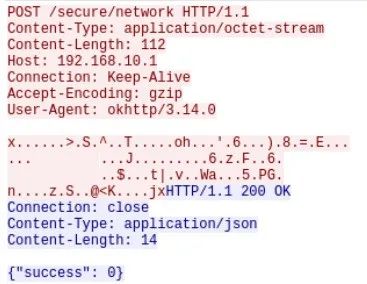 POST /secure/network HTTP/1.1
Content-Type: application/octet-stream
Content-Length: 112
Host: 192.168.10.1
Connection: Keep-Alive
Accept-Encoding: gzip
User-Agent: okhttp/3.14.0
x......>.S.^..T.....oh...'.6...).8.=.E...
...     ...J.........6.z.F..6.
        ..$...t|.v..Wa...5.PG.
n....z.S..@<K....jxHTTP/1.1 200 OK
Connection: close
Content-Type: application/json
Content-Length: 14
{"success": 0}